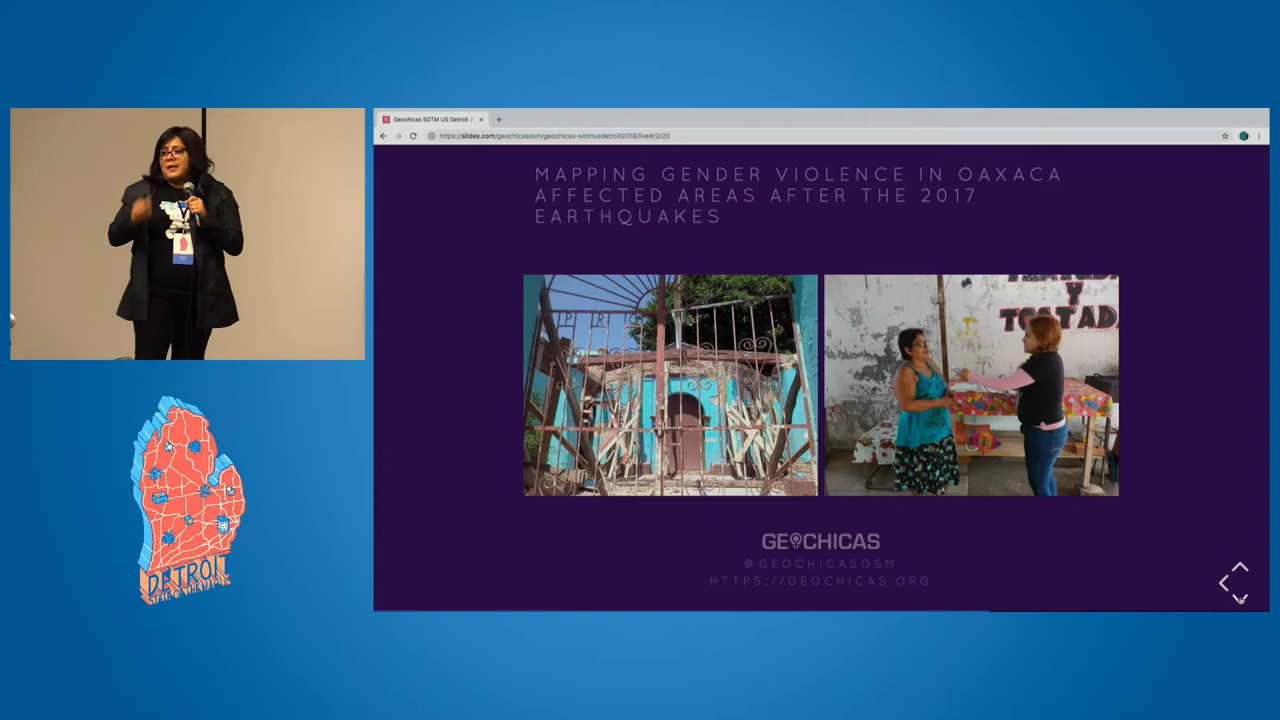 Geochicas SOTM US Detroit 2
https://slides.com/geochicasosm/geochicas-sotmusdetroit2018/live#/2/20
MAPPING GENDER VIOLENCE IN OAXACA
AFFECTED AREAS AFTER THE 2017
EARTHQUAKES
Y
TOSTAD
GEOCHICAS
@GEOCHICASOSM
HTTPS://GEOCHICAS.ORG
DETROIT
STATE OF THE MAP US